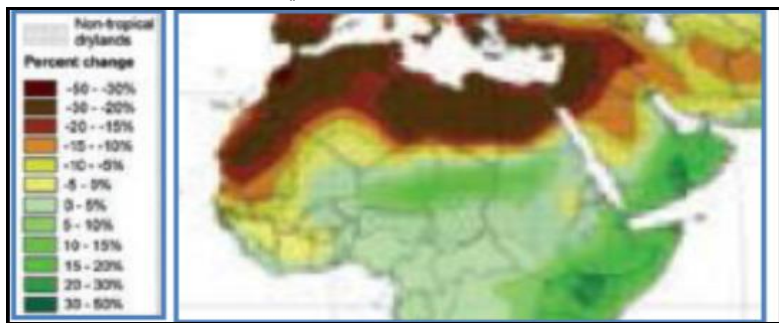 Non-tropical
drylands
Percent change
-50 - -30%
-30 - -20%
-20 - -15%
-15 - -10%
-10 - -5%
-5 - 0%
0 - 5%
5 - 10%
10 - 15%
15 - 20%
20 - 30%
30 - 50%